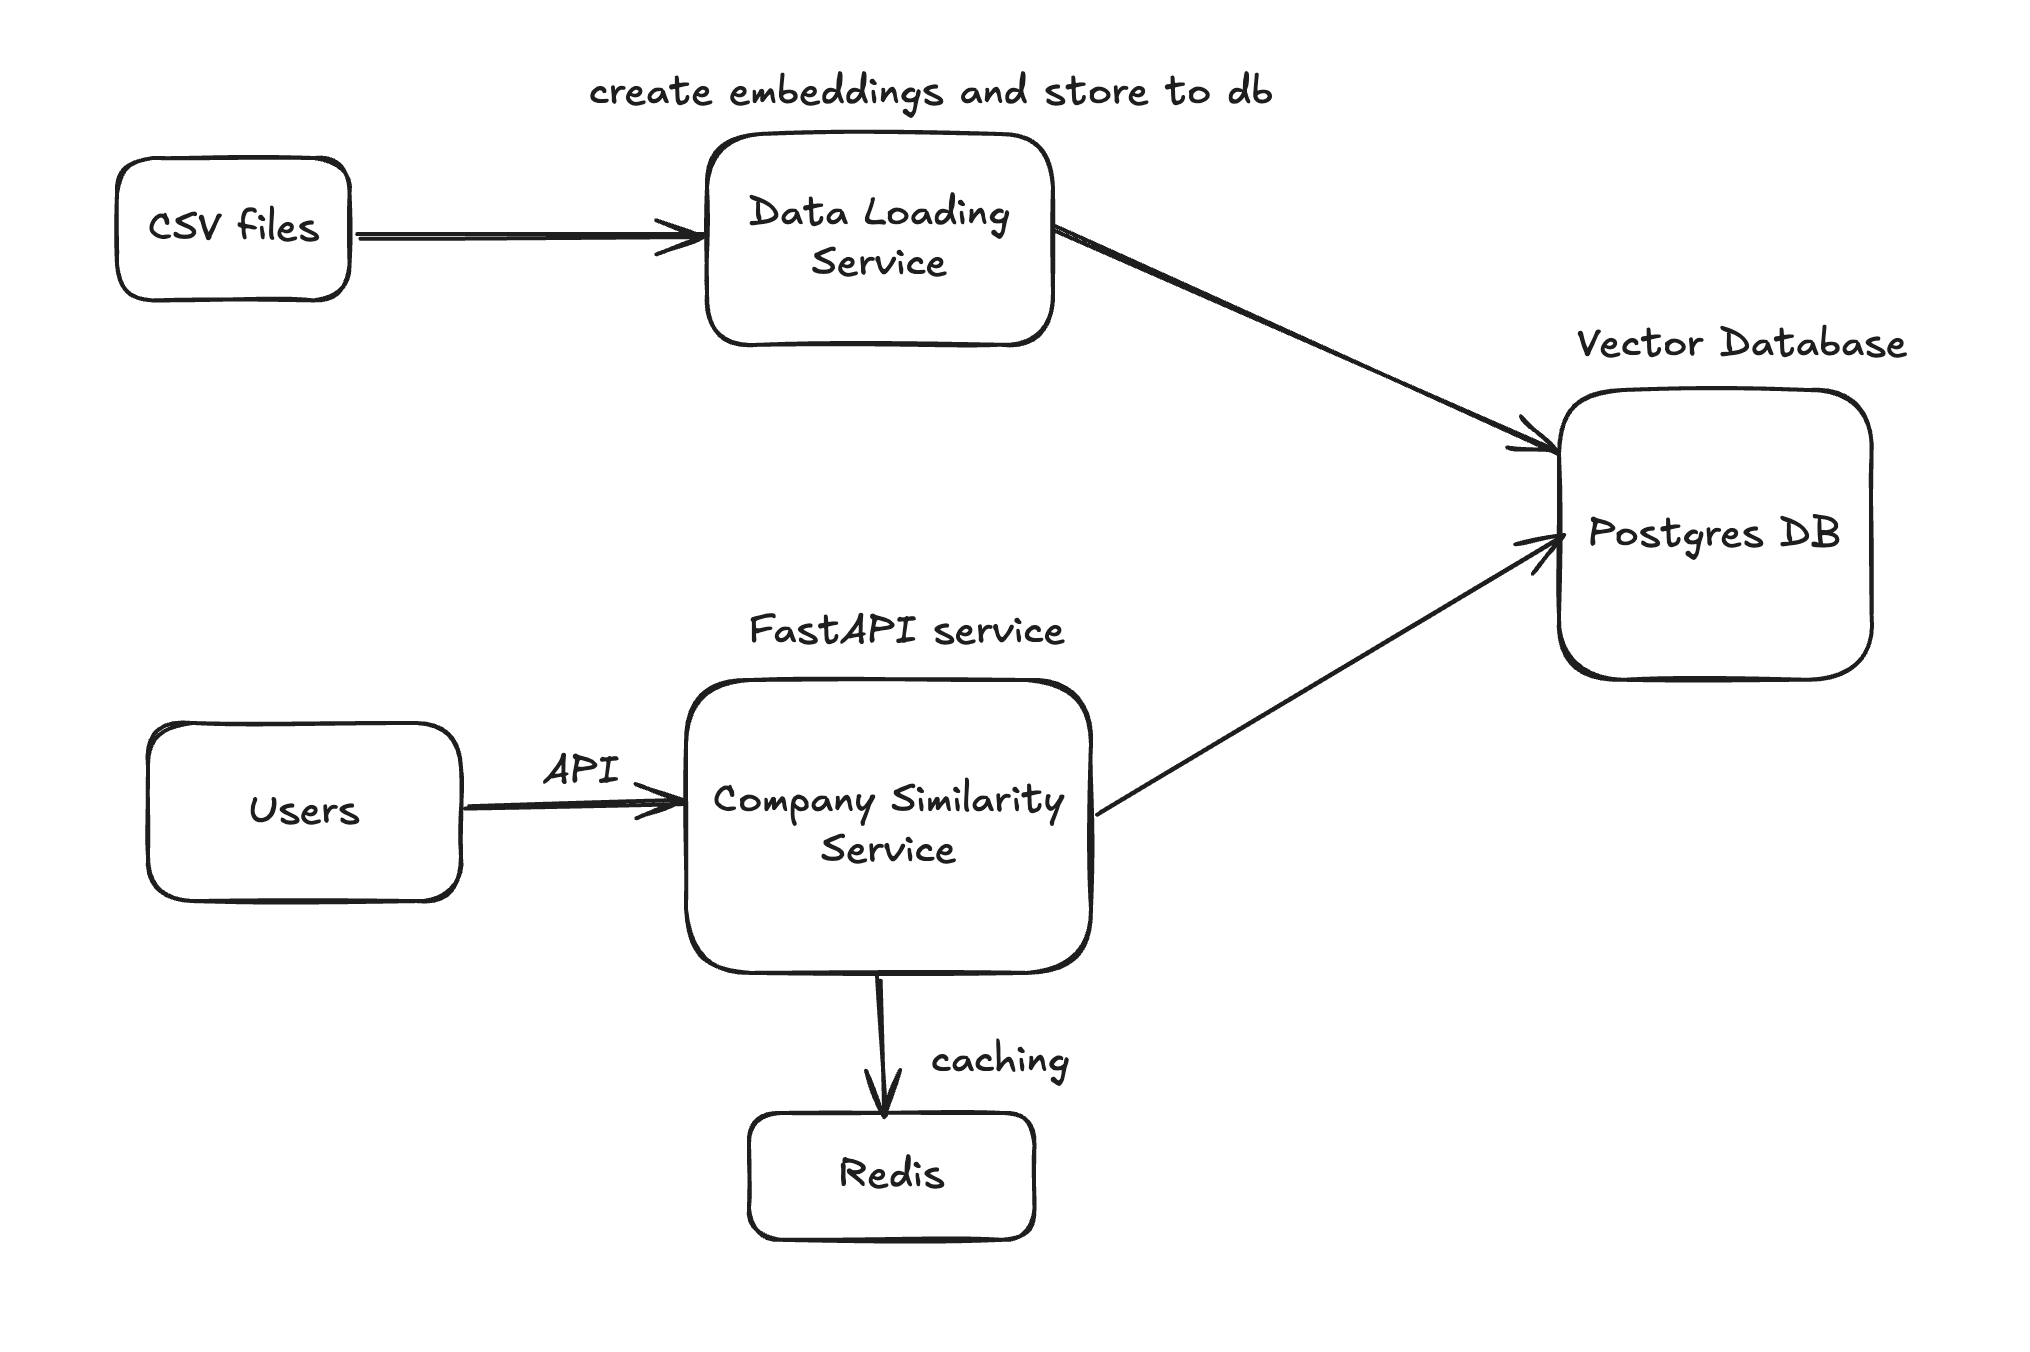 create embeddings and store to db
CSV files
Data Loading
Service
Vector Database
Postgres DB
FastAPI service
Users
API
Company Similarity
Service
caching
Redis